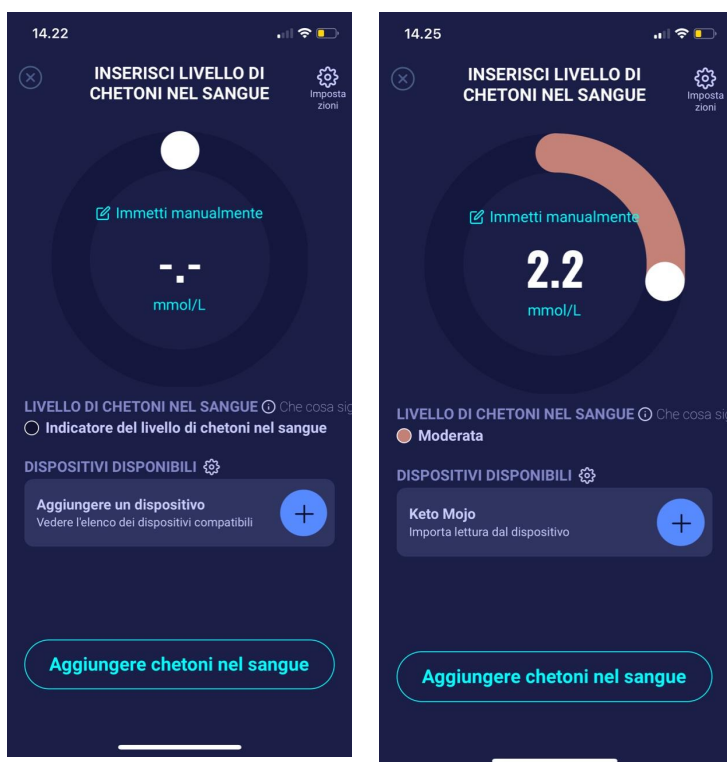 14.22
INSERISCI LIVELLO DI
CHETONI NEL SANGUE
Imposta
zioni
Immetti manualmente
-.-
mmol/L
LIVELLO DI CHETONI NEL SANGUE Che cosa sig
Indicatore del livello di chetoni nel sangue
DISPOSITIVI DISPONIBILI
Aggiungere un dispositivo
Vedere l'elenco dei dispositivi compatibili
Aggiungere chetoni nel sangue
14.25
INSERISCI LIVELLO DI
CHETONI NEL SANGUE
Imposta
zioni
Immetti manualmente
2.2
mmol/L
LIVELLO DI CHETONI NEL SANGUE Che cosa si
Moderata
DISPOSITIVI DISPONIBILI
Keto Mojo
Importa lettura dal dispositivo
Aggiungere chetoni nel sangue